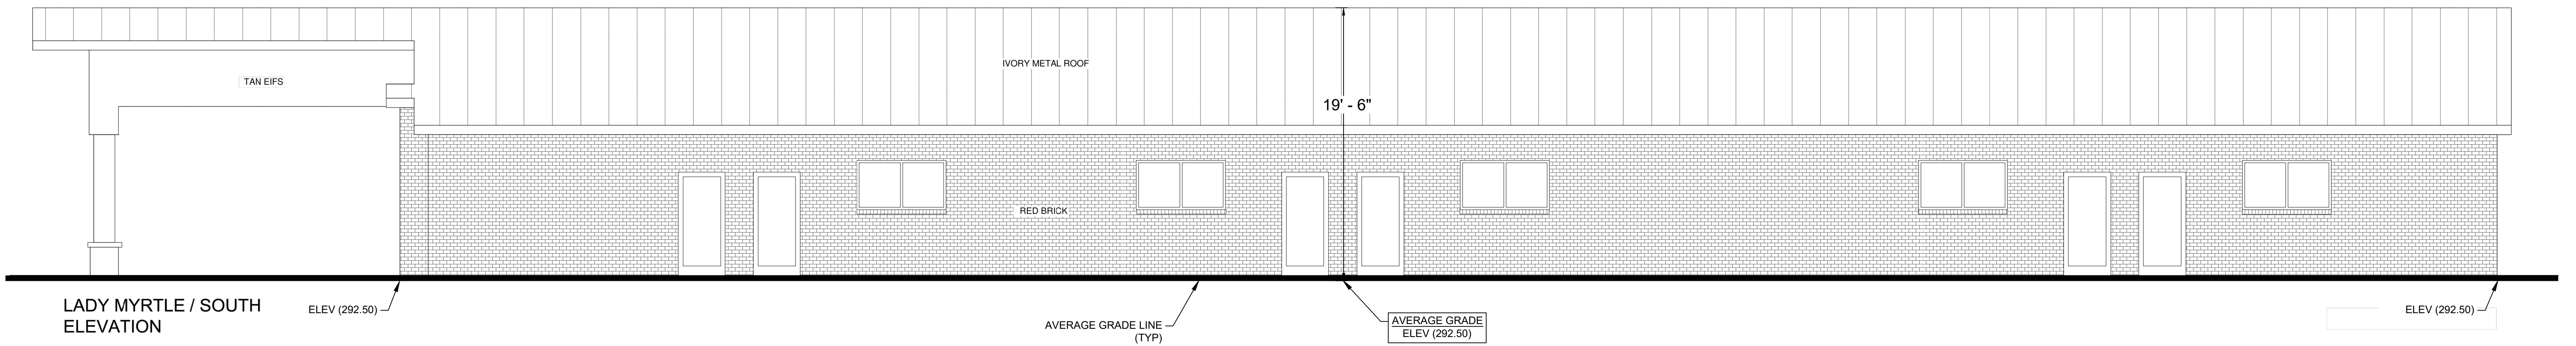 IVORY METAL ROOF
TAN EIFS
19' - 6"
RED BRICK
LADY MYRTLE / SOUTH
ELEVATION
ELEV (292.50)
AVERAGE GRADE LINE
(TYP)
AVERAGE GRADE
ELEV (292.50)
ELEV (292.50)